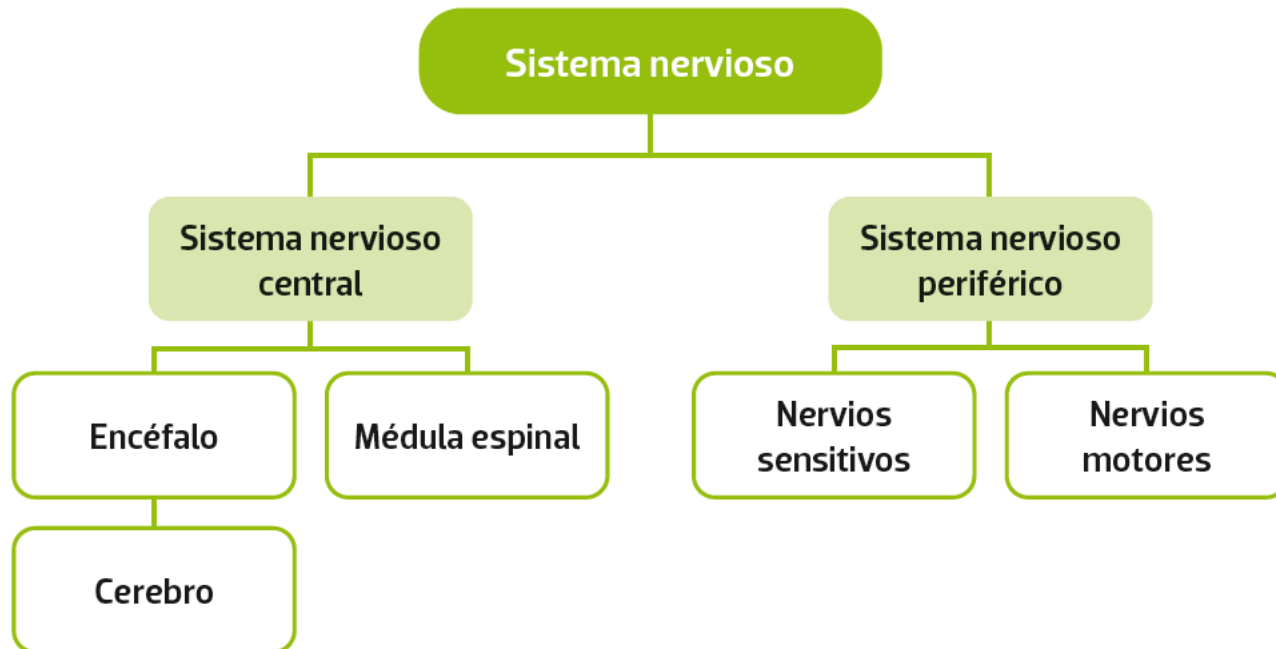 Sistema nervioso
Sistema nervioso
central
Sistema nervioso
periférico
Encéfalo
Médula espinal
Nervios
sensitivos
Nervios
motores
Cerebro